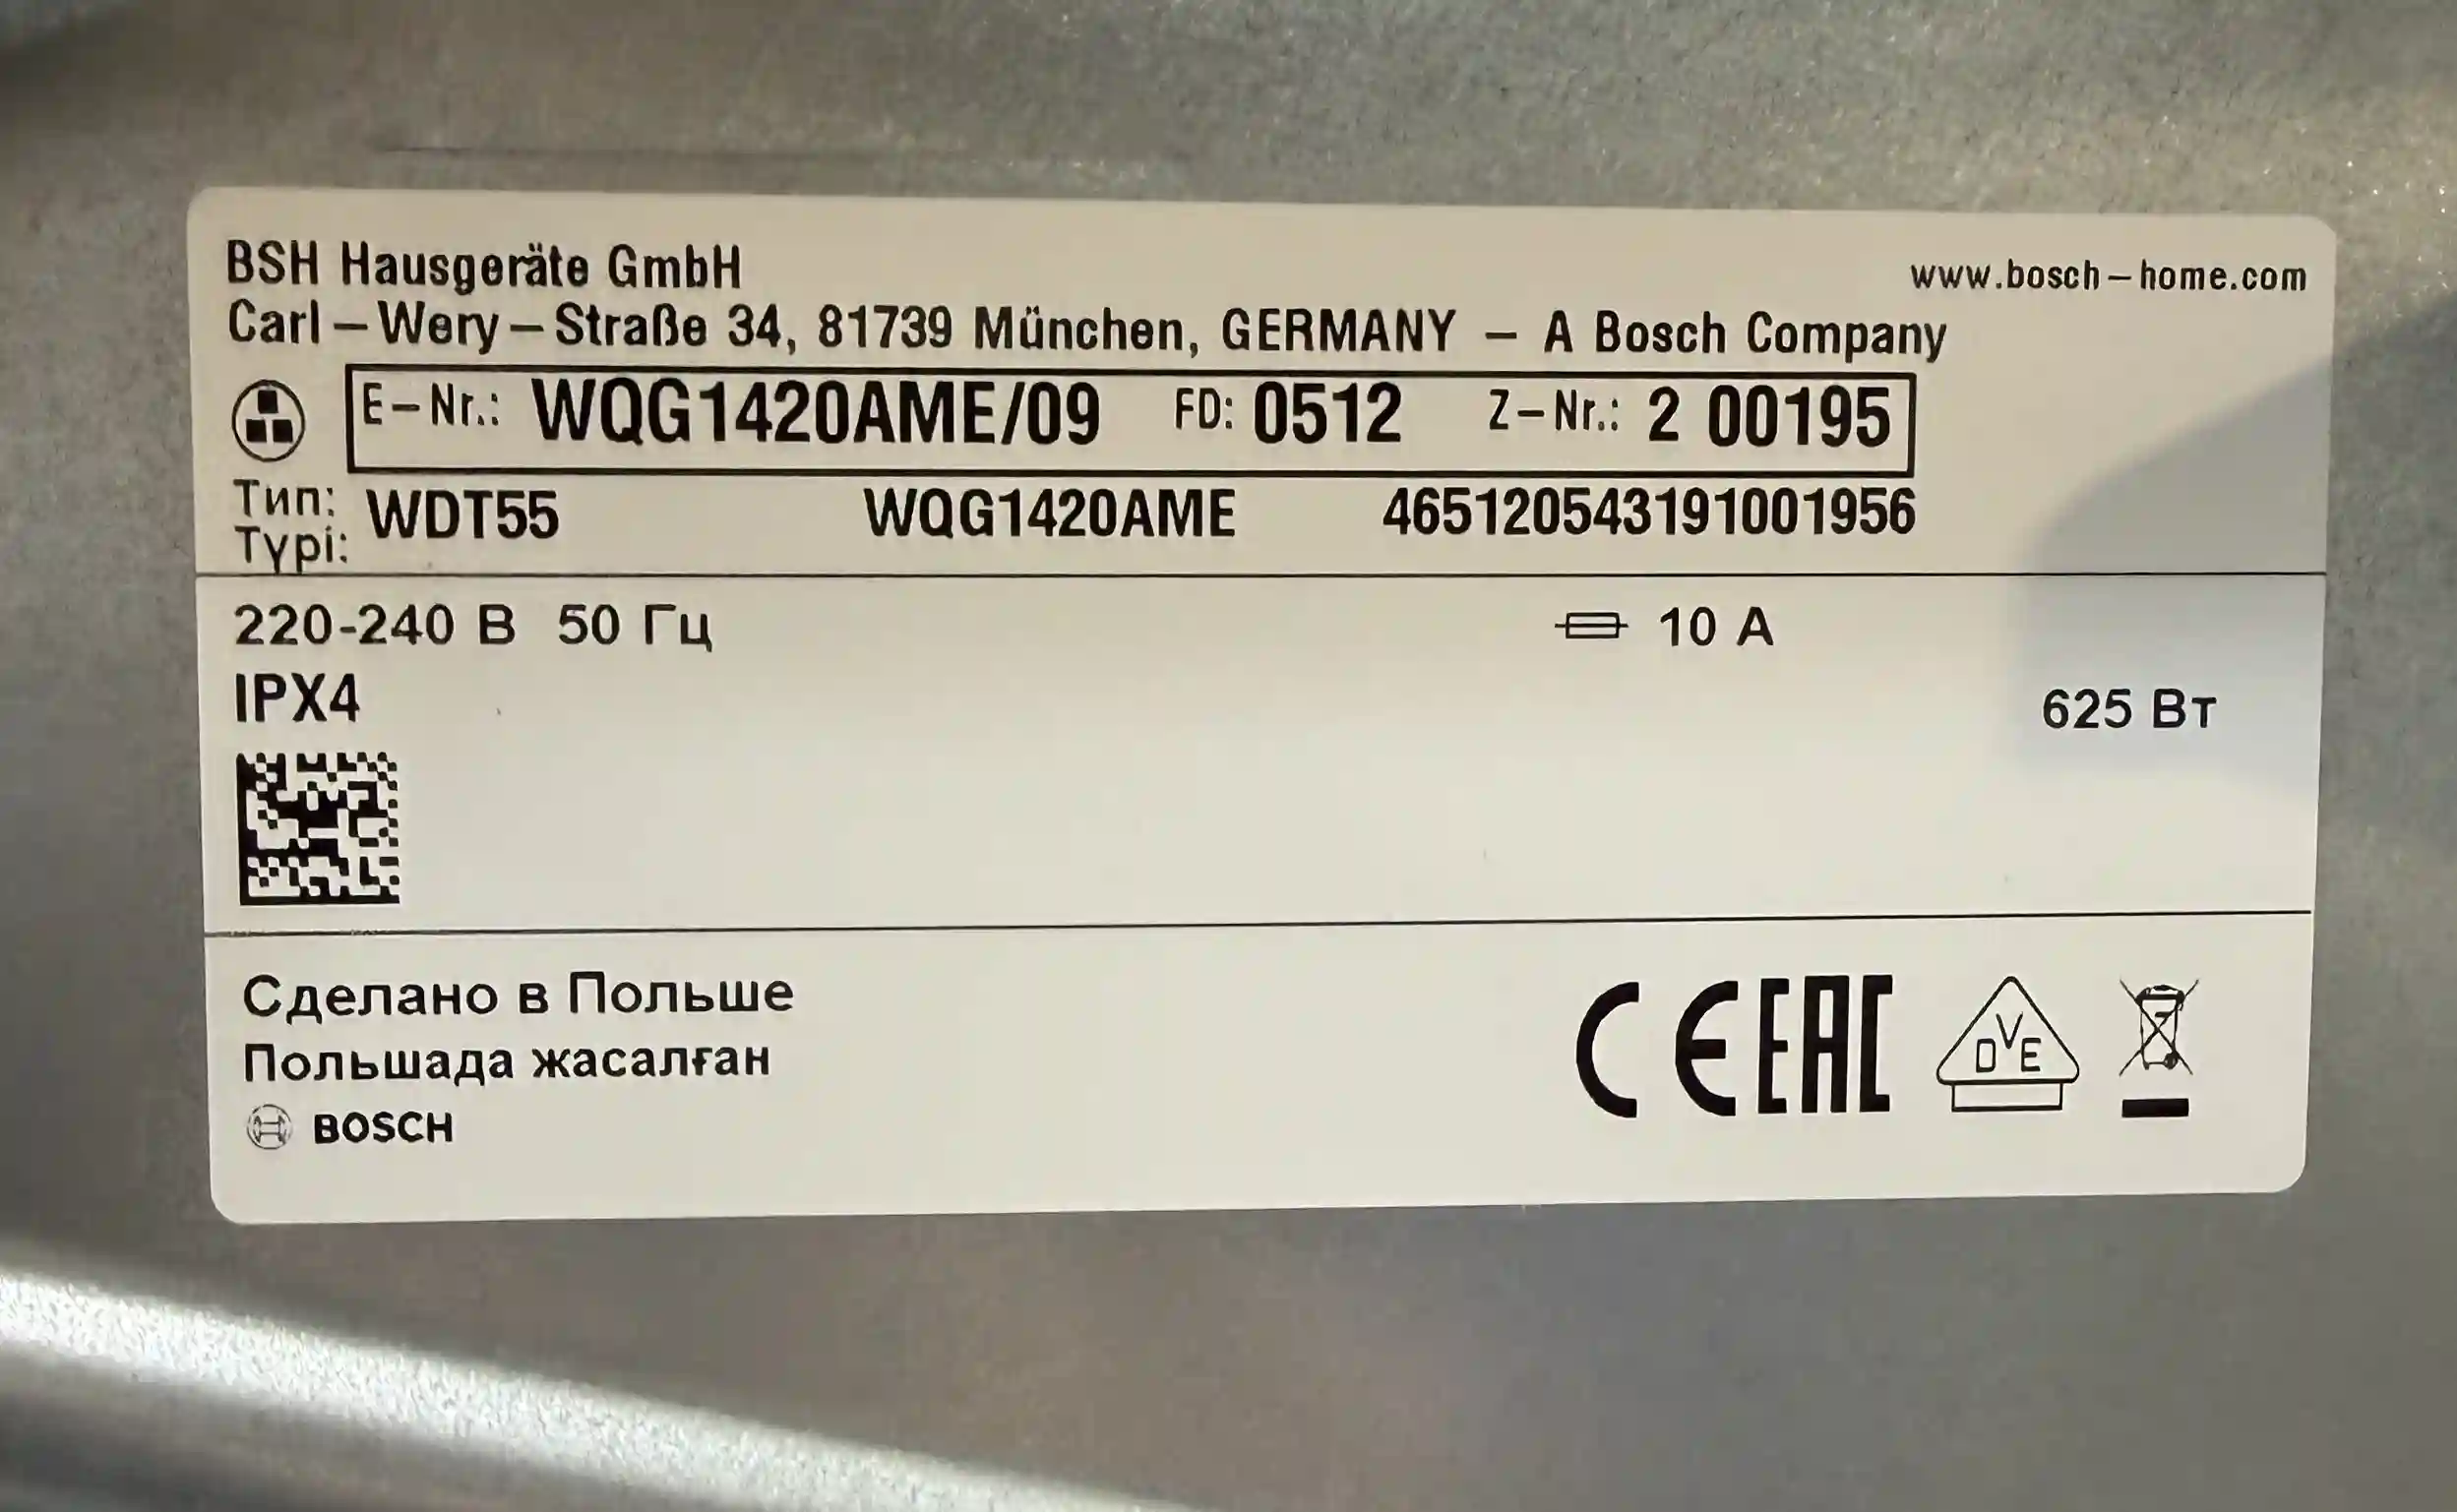 BSH Hausgeräte GmbH
www.bosch-home.com
Carl-Wery-Straße 34, 81739 München, GERMANY - A Bosch Company
E-Nr.: WQG1420AME/09 FD: 0512 Z-Nr.: 2 00195
Тип: WDT55 WQG1420AME 465120543191001956
Typi:
220-240 В 50 Гц 10 А
IPX4
625 Вт
Сделано в Польше
Польшада жасалған
BOSCH
CE EAC DVE